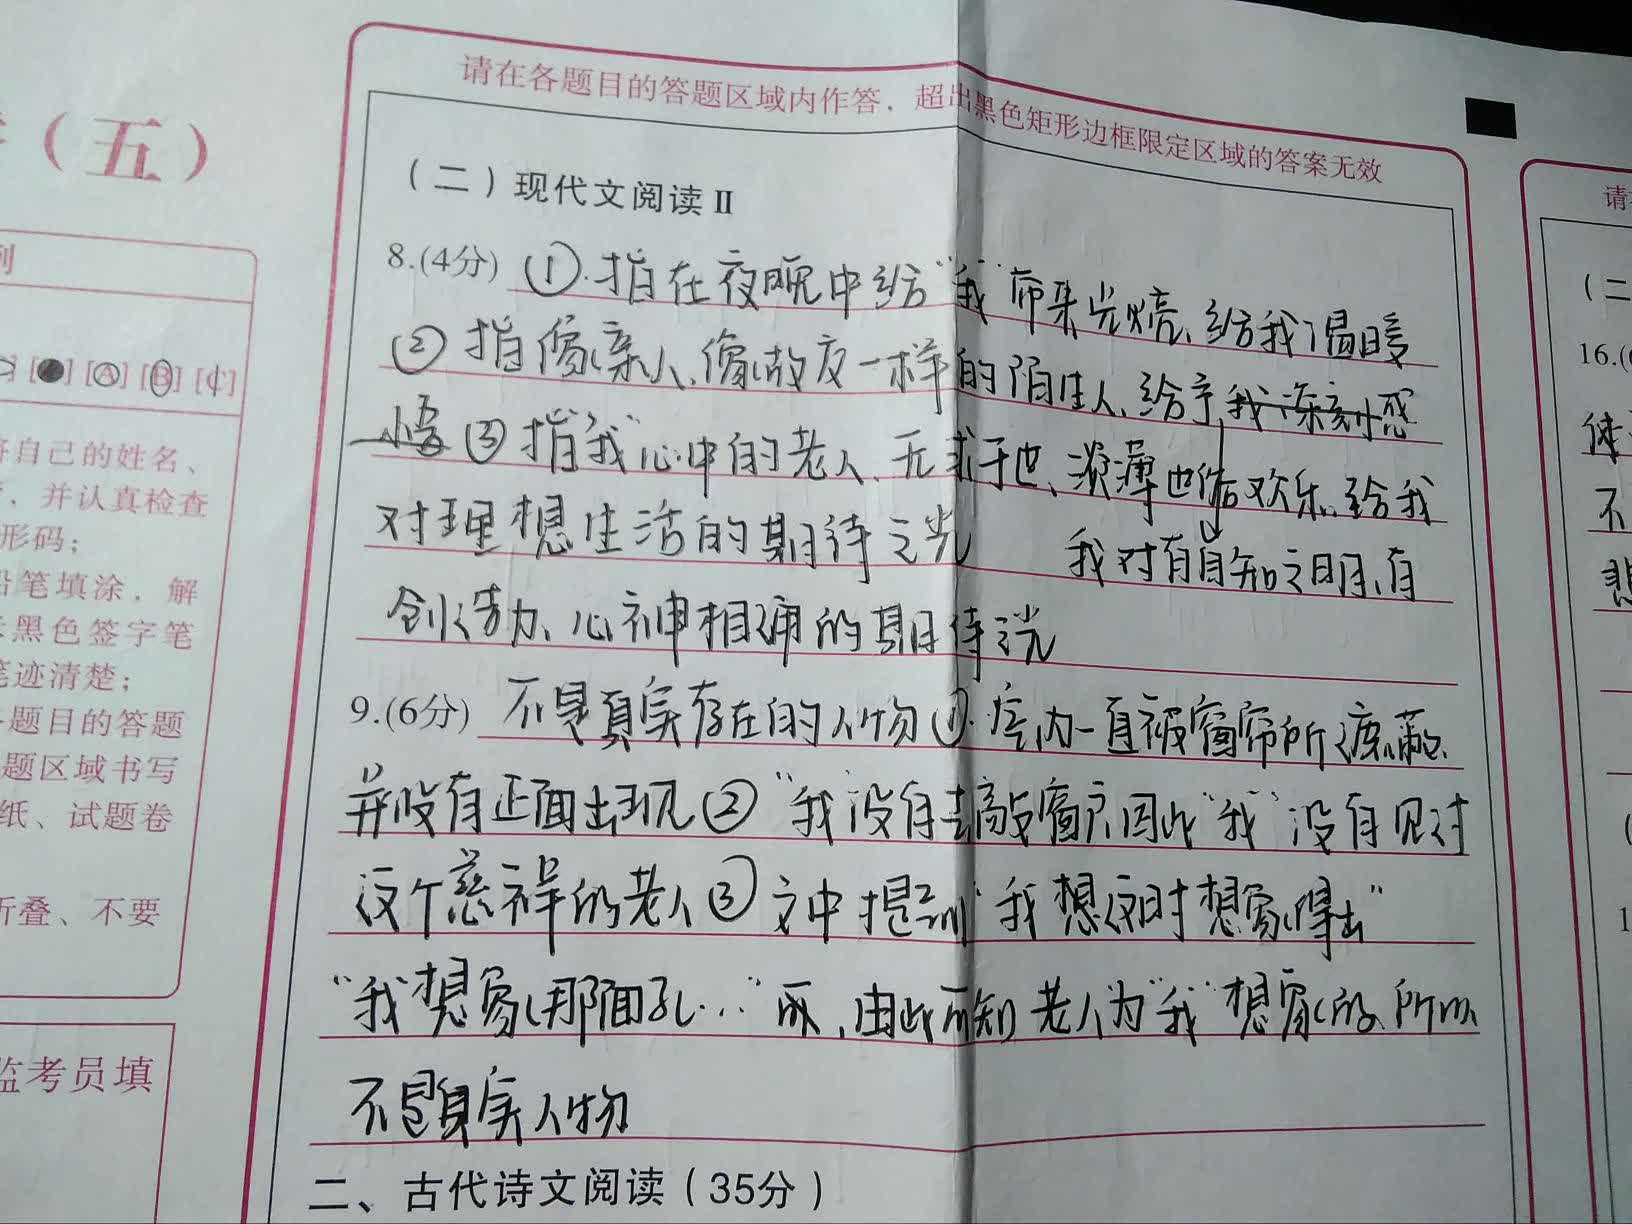 请在各题目的答题区域内作答，超出黑色矩形边框限定区域的答案无效
（五）
（二）现代文阅读Ⅱ
8.(4分) ①.指在夜晚中给“我”带来光亮、给我温暖
②指像亲人、像故友一样的陌生人、给予我深刻感
悟③指“我”心中的老人、无求于世、淡薄世俗欢乐、给我
对理想生活的期待之光 我对有自知之明、有
创造力、心神相通的期待之光
9.(6分) 不是真实存在的人物①.房内一直被窗帘所遮蔽、
并没有正面出现②“我”没有去敲窗户因此“我”没有见过
这个慈祥的老人③文中提到“我想这时想象得出”
“我想象那面孔…”
由此可知老人为“我”想象的、所以
不是真实人物
二、古代诗文阅读（35分）
列
将自己的姓名、
并认真检查
形码；
铅笔填涂，解
黑色签字笔
笔迹清楚；
题目的答题
题区域书写
纸、试题卷
折叠、不要
监考员填
请
（二
16.(
体
不